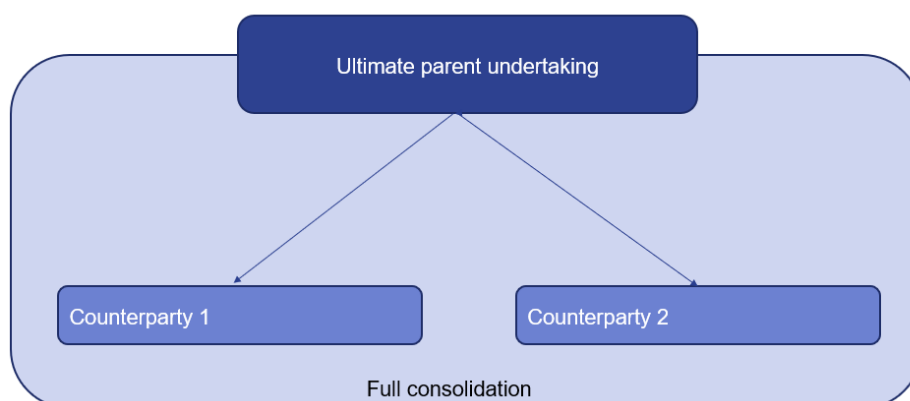 Ultimate parent undertaking
Counterparty 1
Counterparty 2
Full consolidation